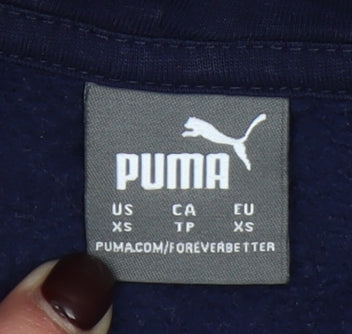 PUMA
US CA EU
XS TP XS
PUMA.COM/FOREVERBETTER